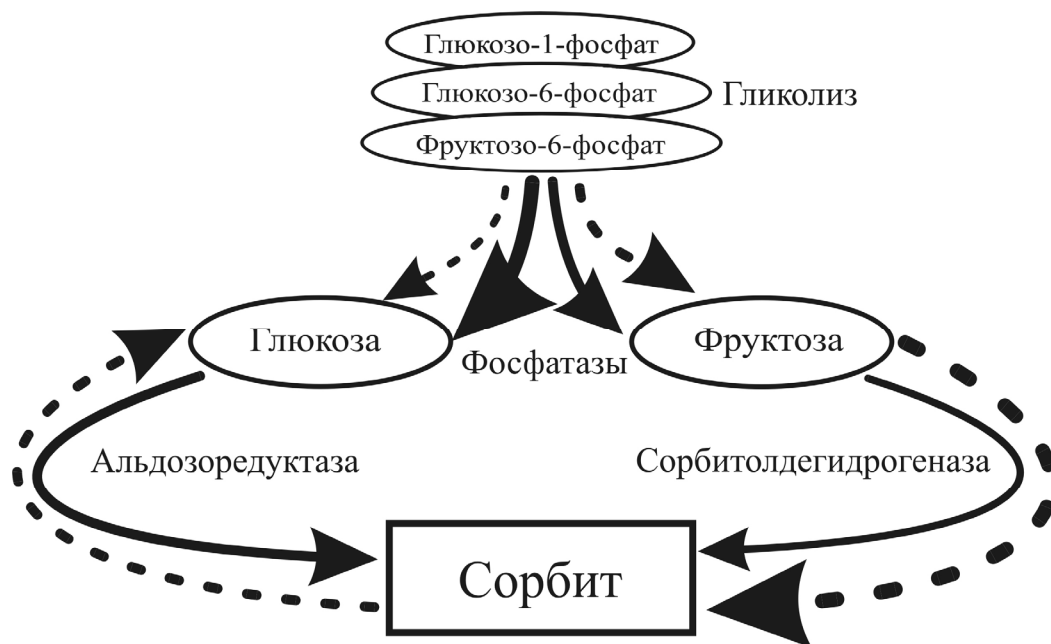 Глюкозо-1-фосфат
Глюкозо-6-фосфат
Гликолиз
Фруктозо-6-фосфат
Глюкоза
Фосфатазы
Фруктоза
Альдозоредуктаза
Сорбитолдегидрогеназа
Сорбит